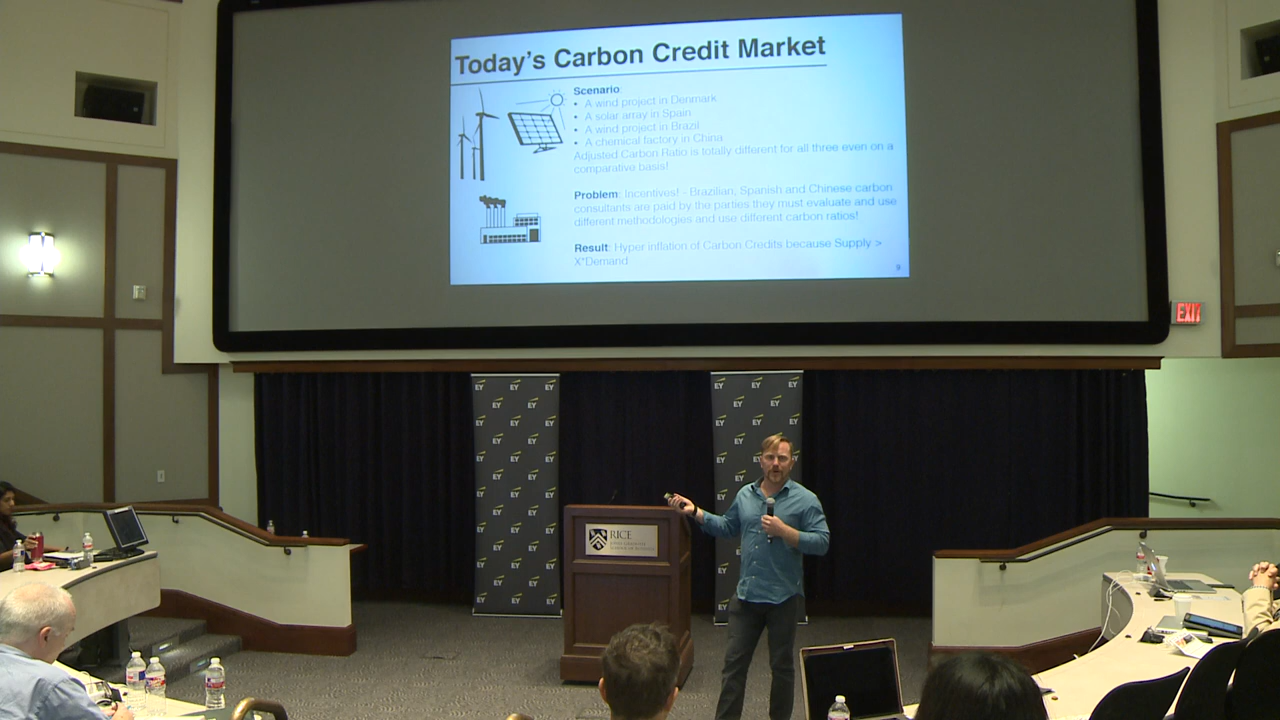 Today's Carbon Credit Market
Scenario:
• A wind project in Denmark
• A solar array in Spain
• A wind project in Brazil
• A chemical factory in China
Adjusted Carbon Ratio is totally different for all three even on a
comparative basis!
Problem: Incentives! - Brazilian, Spanish and Chinese carbon
consultants are paid by the parties they must evaluate and use
different methodologies and use different carbon ratios!
Result: Hyper inflation of Carbon Credits because Supply >
X*Demand
9
EXIT
EY
EY
RICE